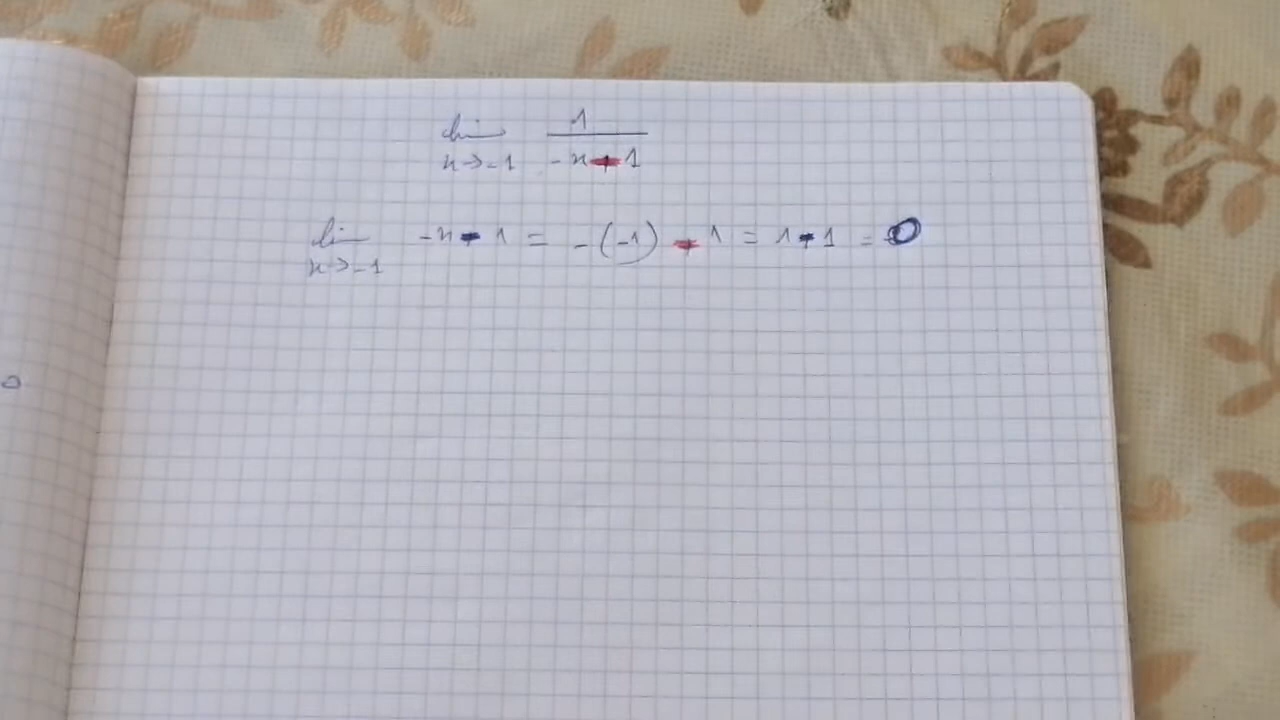 lim 1/(-x-1)
x→-1
lim -x-1 = -(-1)-1 = 1-1 = 0
x→-1